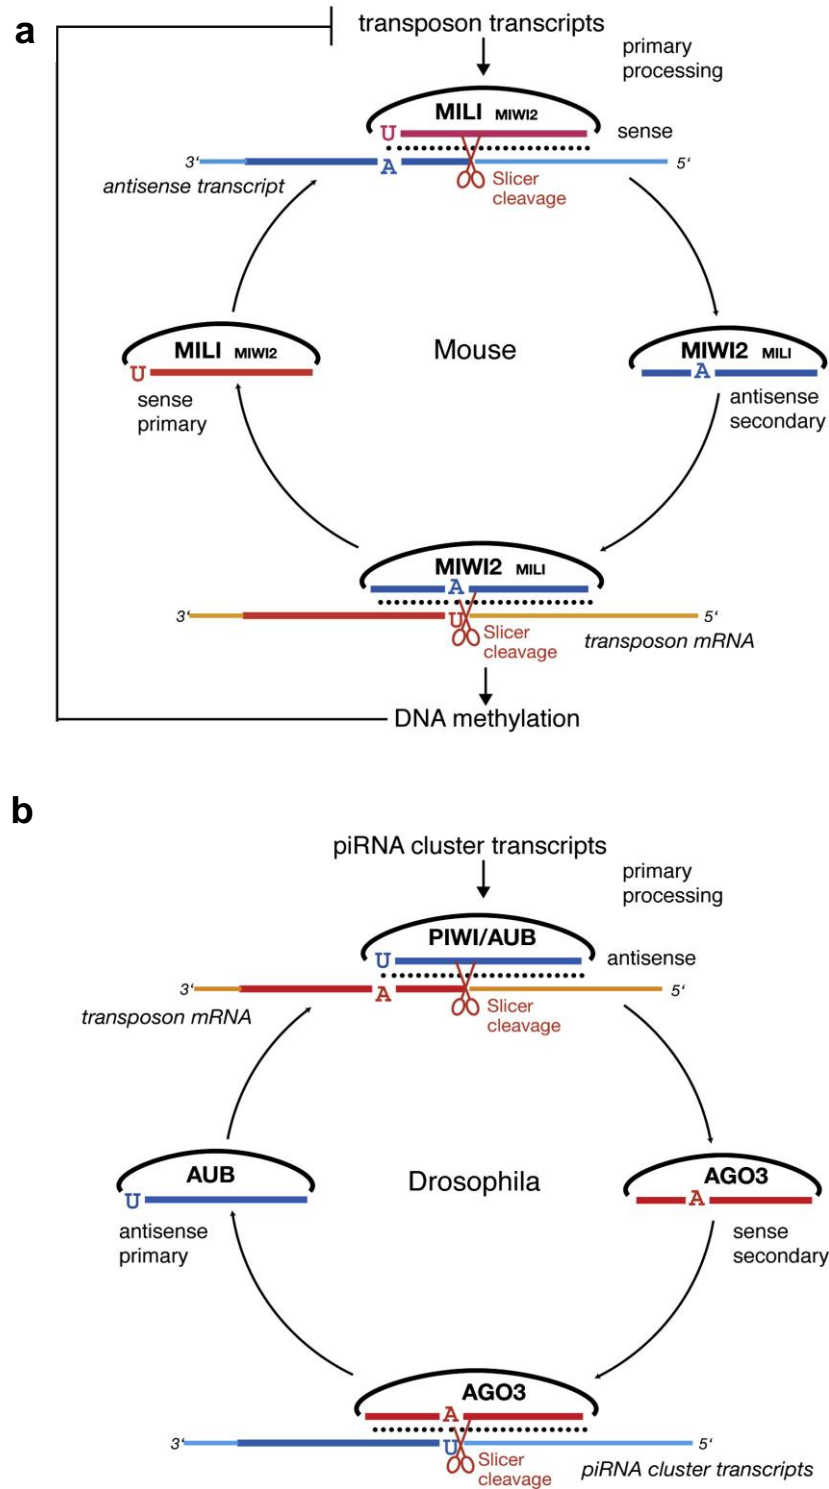 a
transposon transcripts
primary
processing
MILI MIWI2
U
sense
3‘
A
5‘
antisense transcript
Slicer
cleavage
MILI MIWI2
U
sense
primary
Mouse
MIWI2 MILI
A
antisense
secondary
MIWI2 MILI
A
3‘
U
5‘
Slicer
cleavage
transposon mRNA
DNA methylation
b
piRNA cluster transcripts
primary
processing
PIWI/AUB
U
antisense
3‘
A
5‘
transposon mRNA
Slicer
cleavage
AUB
U
antisense
primary
Drosophila
AGO3
A
sense
secondary
AGO3
A
3‘
U
5‘
Slicer
cleavage
piRNA cluster transcripts